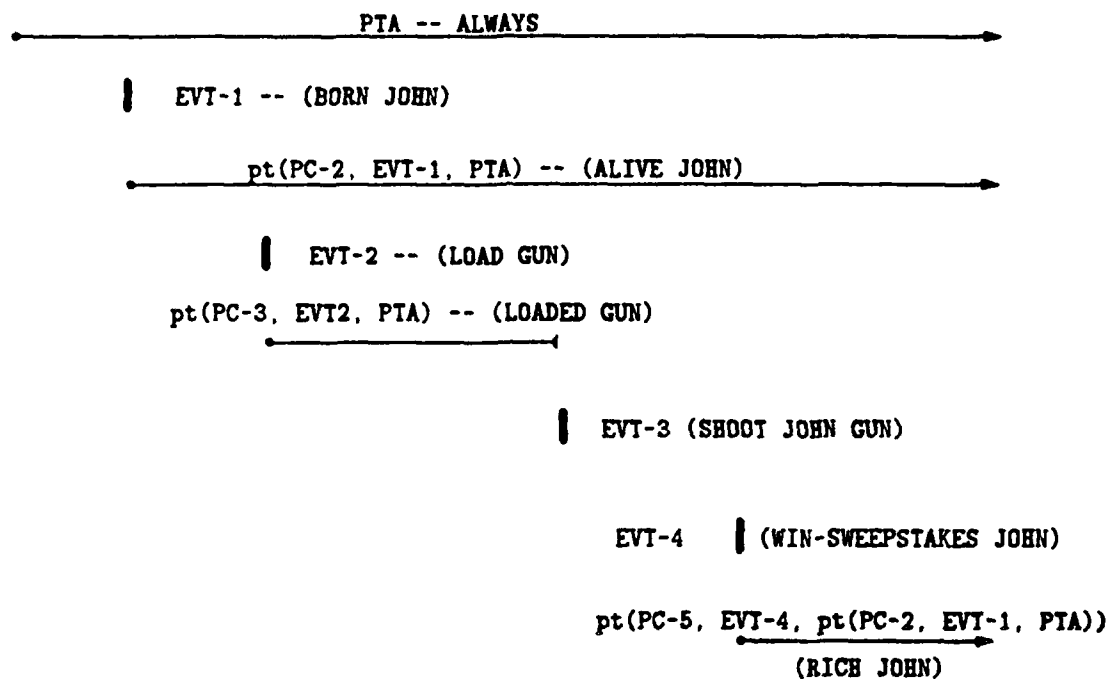 PTA -- ALWAYS
EVT-1 -- (BORN JOHN)
pt(PC-2, EVT-1, PTA) -- (ALIVE JOHN)
EVT-2 -- (LOAD GUN)
pt(PC-3, EVT2, PTA) -- (LOADED GUN)
EVT-3 (SHOOT JOHN GUN)
EVT-4 (WIN-SWEEPSTAKES JOHN)
pt(PC-5, EVT-4, pt(PC-2, EVT-1, PTA))
(RICH JOHN)